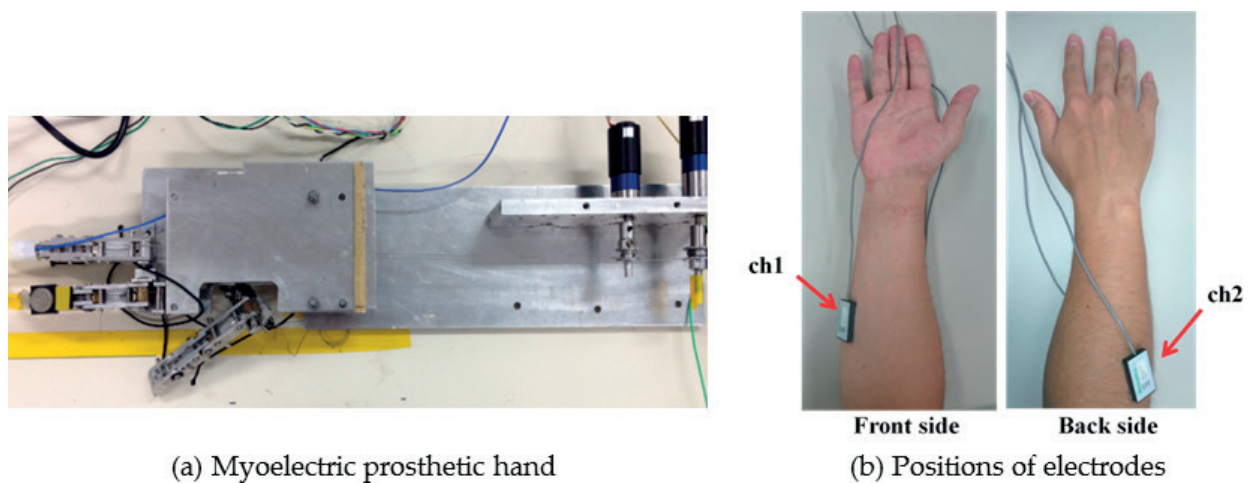 ch1
ch2
Front side
Back side
(a) Myoelectric prosthetic hand
(b) Positions of electrodes